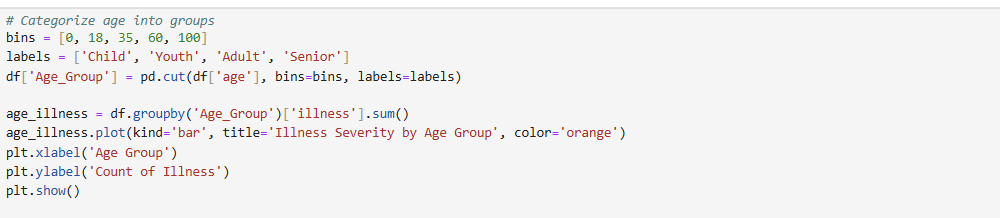 # Categorize age into groups
bins = [0, 18, 35, 60, 100]
labels = ['Child', 'Youth', 'Adult', 'Senior']
df['Age_Group'] = pd.cut(df['age'], bins=bins, labels=labels)
age_illness = df.groupby('Age_Group')['illness'].sum()
age_illness.plot(kind='bar', title='Illness Severity by Age Group', color='orange')
plt.xlabel('Age Group')
plt.ylabel('Count of Illness')
plt.show()